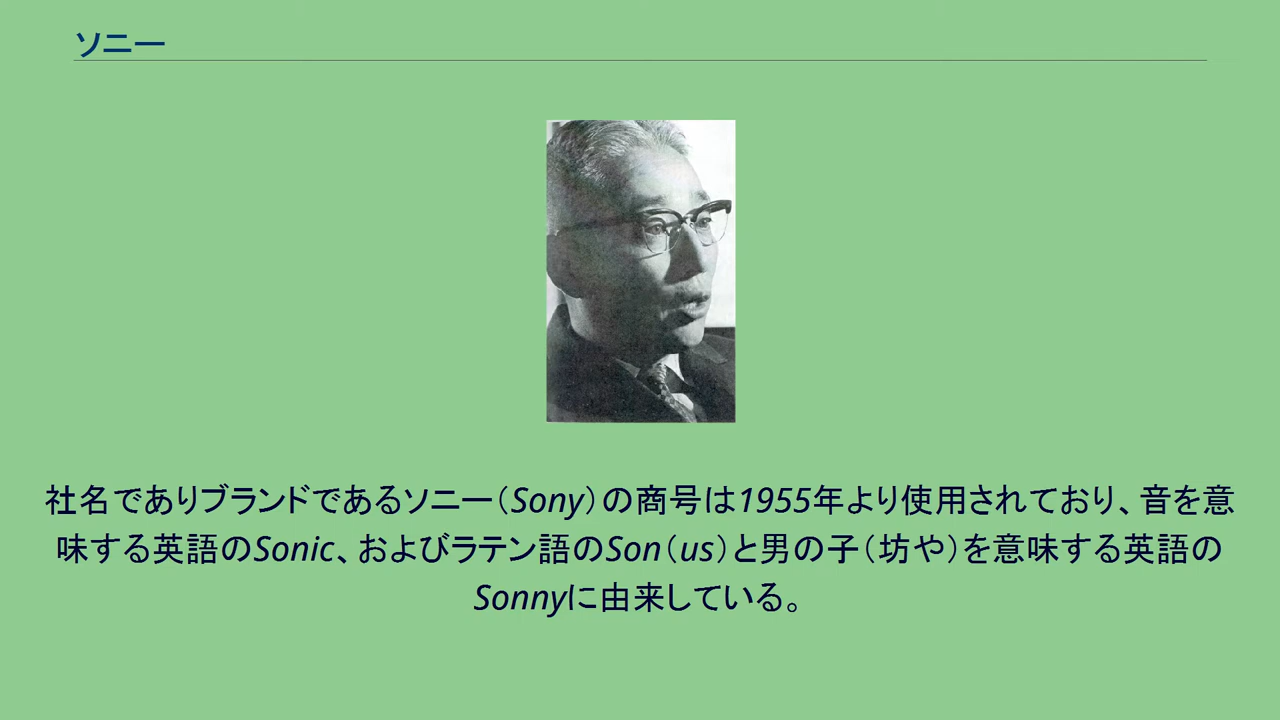 ソニー
社名でありブランドであるソニー（Sony）の商号は1955年より使用されており、音を意
味する英語のSonic、およびラテン語のSon（us）と男の子（坊や）を意味する英語の
Sonnyに由来している。